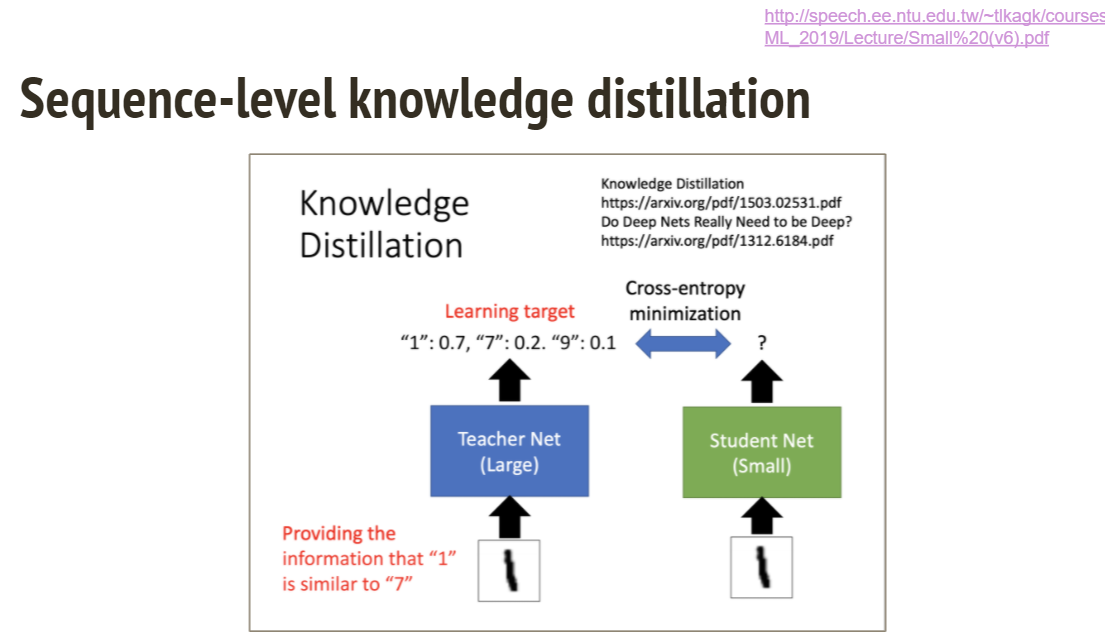 http://speech.ee.ntu.edu.tw/~tlkagk/courses
ML_2019/Lecture/Small%20(v6).pdf
Sequence-level knowledge distillation
Knowledge
Distillation
Knowledge Distillation
https://arxiv.org/pdf/1503.02531.pdf
Do Deep Nets Really Need to be Deep?
https://arxiv.org/pdf/1312.6184.pdf
Cross-entropy
minimization
Learning target
“1”: 0.7, “7”: 0.2. “9”: 0.1
?
Teacher Net
(Large)
Student Net
(Small)
Providing the
information that “1”
is similar to “7”
1
1